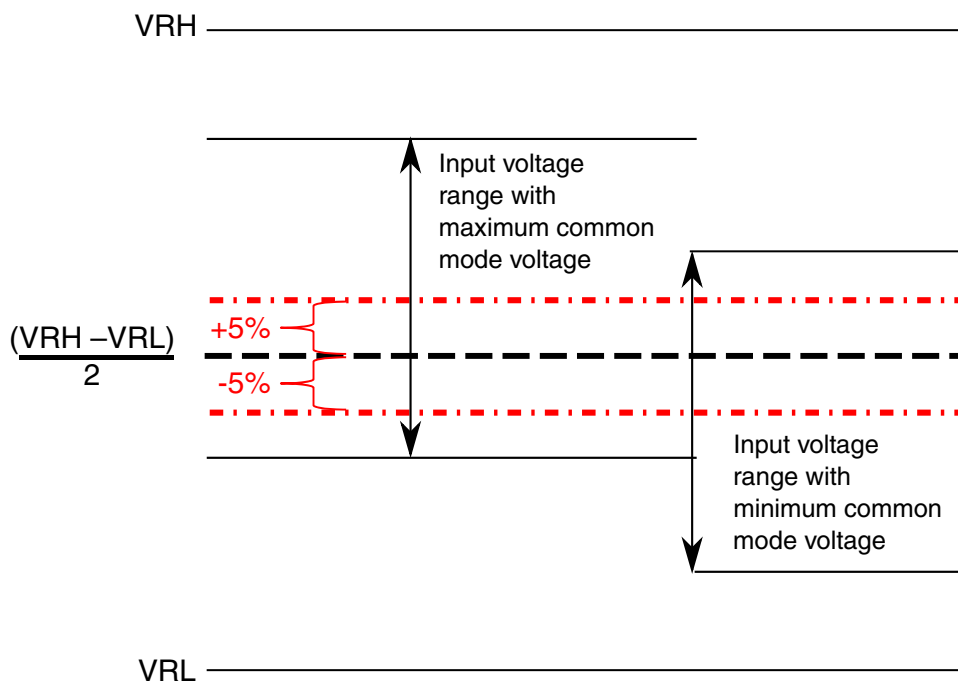 VRH
Input voltage
range with
maximum common
mode voltage
+5%
(VRH –VRL)
2
-5%
Input voltage
range with
minimum common
mode voltage
VRL